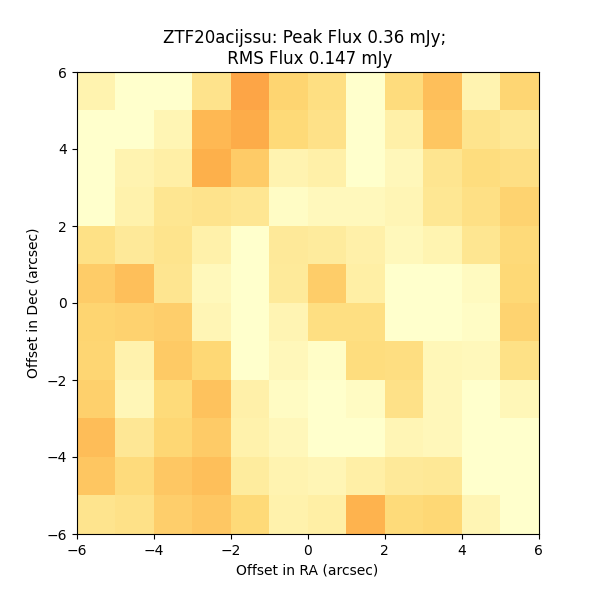 ZTF20acijssu: Peak Flux 0.36 mJy;
RMS Flux 0.147 mJy
6
4
2
0
−2
−4
−6
Offset in Dec (arcsec)
−6 −4 −2 0 2 4 6
Offset in RA (arcsec)